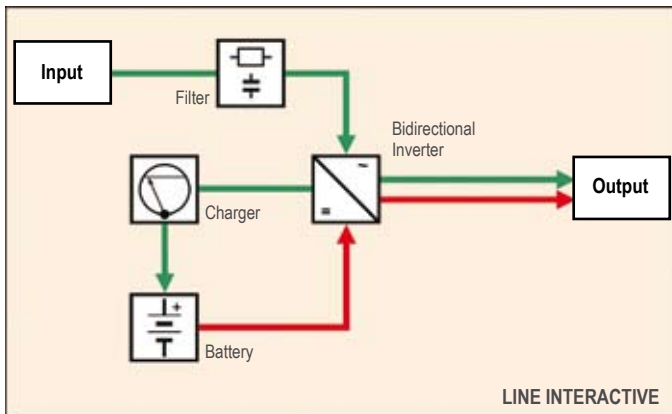 Input
Filter
Bidirectional
Inverter
Charger
Output
Battery
LINE INTERACTIVE